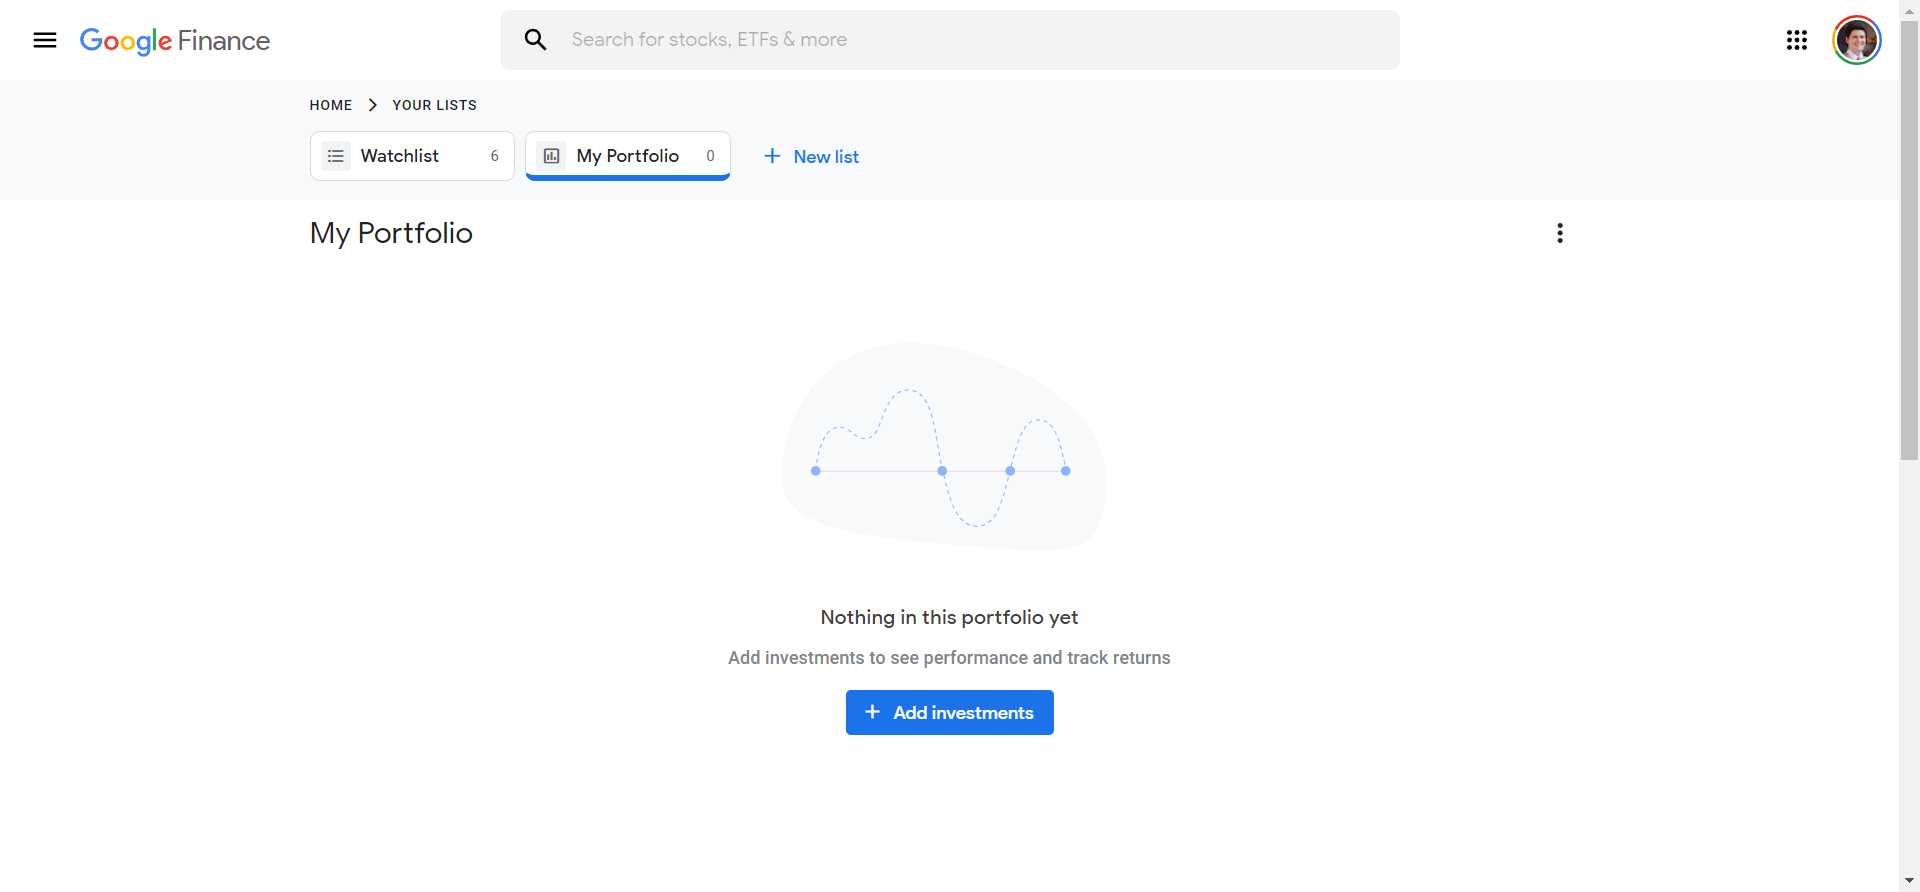 Google Finance
Search for stocks, ETFs & more
HOME
YOUR LISTS
Watchlist 6
My Portfolio 0
New list
My Portfolio
Nothing in this portfolio yet
Add investments to see performance and track returns
Add investments